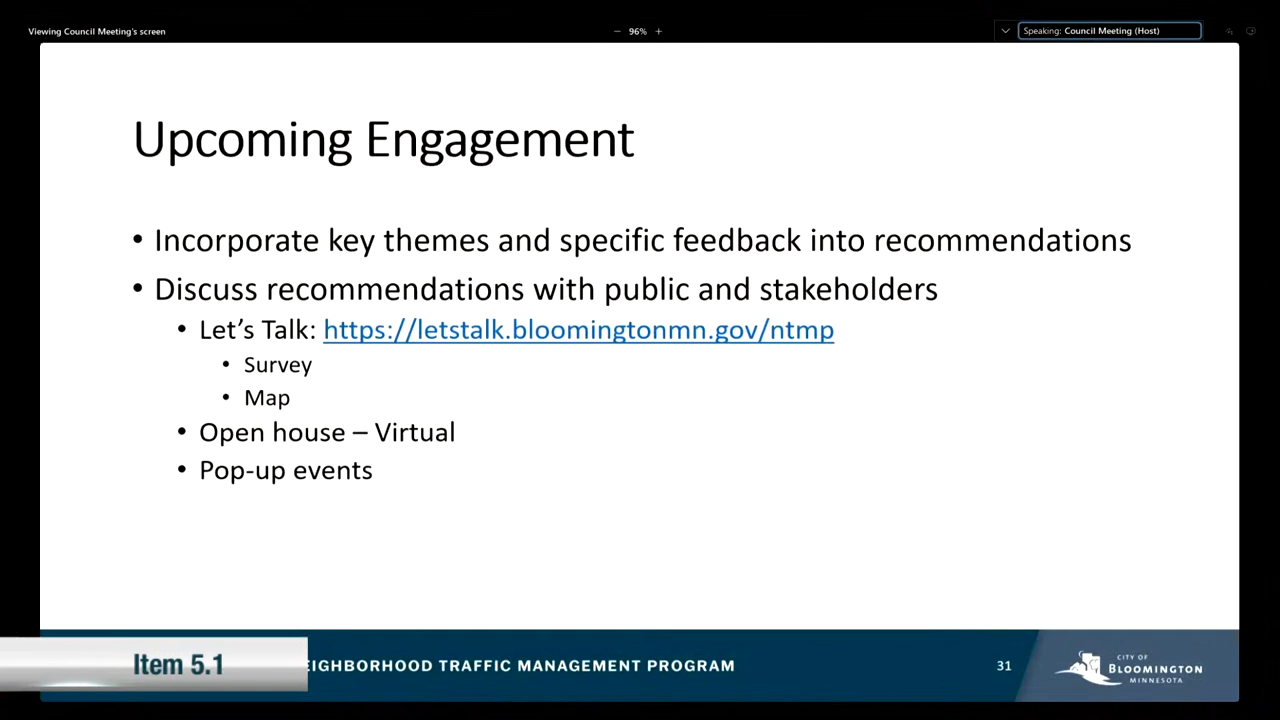 Viewing Council Meeting's screen
− 96% +
Speaking: Council Meeting (Host)
Upcoming Engagement
• Incorporate key themes and specific feedback into recommendations
• Discuss recommendations with public and stakeholders
• Let's Talk: https://letstalk.bloomingtonmn.gov/ntmp
• Survey
• Map
• Open house – Virtual
• Pop-up events
Item 5.1
EIGHBORHOOD TRAFFIC MANAGEMENT PROGRAM
31
CITY OF
BLOOMINGTON
MINNESOTA